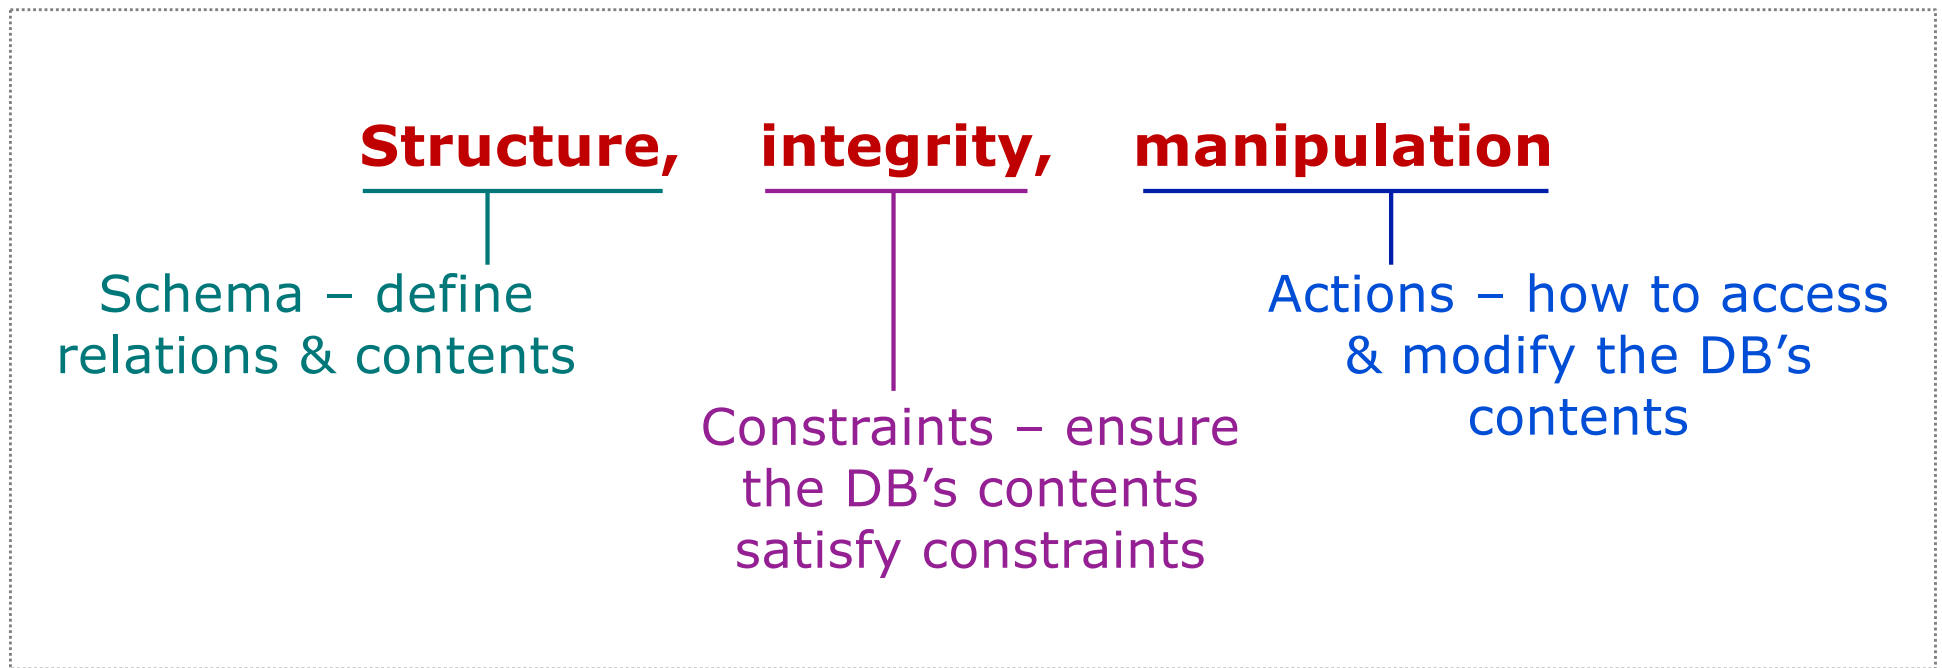 Structure, integrity, manipulation
Schema – define
relations & contents
Constraints – ensure
the DB’s contents
satisfy constraints
Actions – how to access
& modify the DB’s
contents